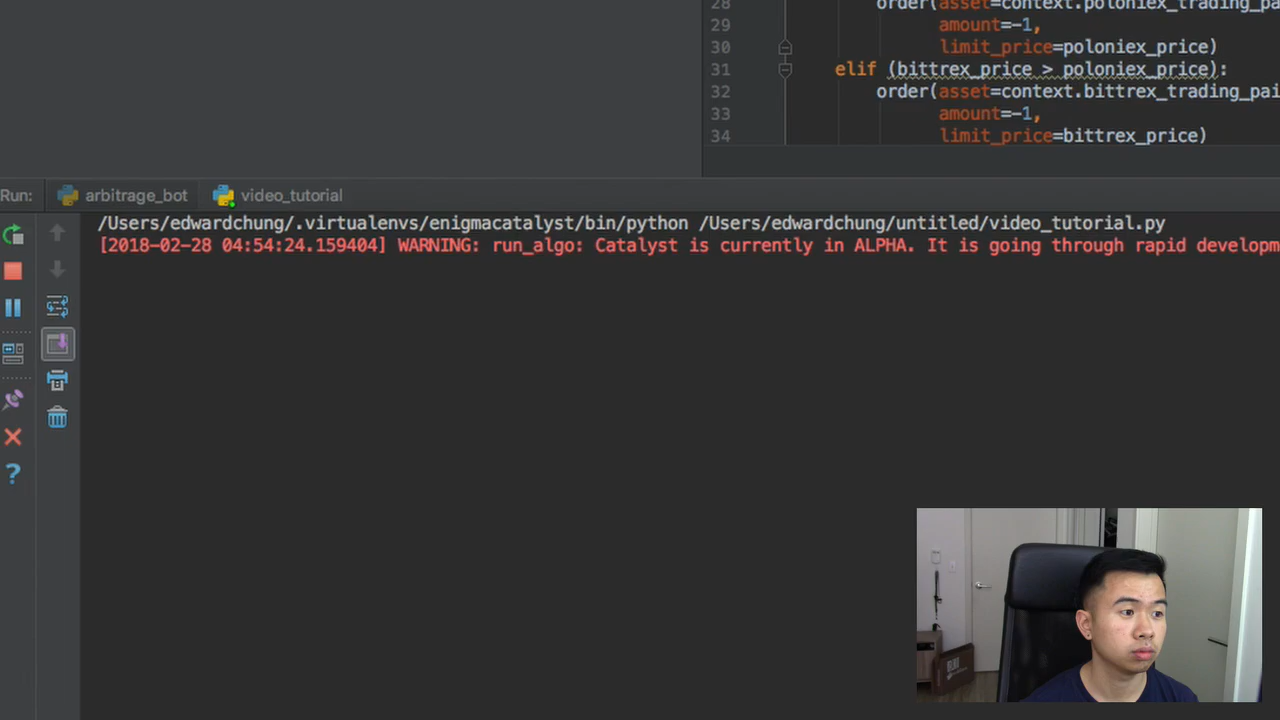 28 order(asset=context.poloniex_trading_pa
29 amount=-1,
30 limit_price=poloniex_price)
31 elif (bittrex_price > poloniex_price):
32 order(asset=context.bittrex_trading_pai
33 amount=-1,
34 limit_price=bittrex_price)
Run: arbitrage_bot video_tutorial
/Users/edwardchung/.virtualenvs/enigmacatalyst/bin/python /Users/edwardchung/untitled/video_tutorial.py
[2018-02-28 04:54:24.159404] WARNING: run_algo: Catalyst is currently in ALPHA. It is going through rapid developm
?